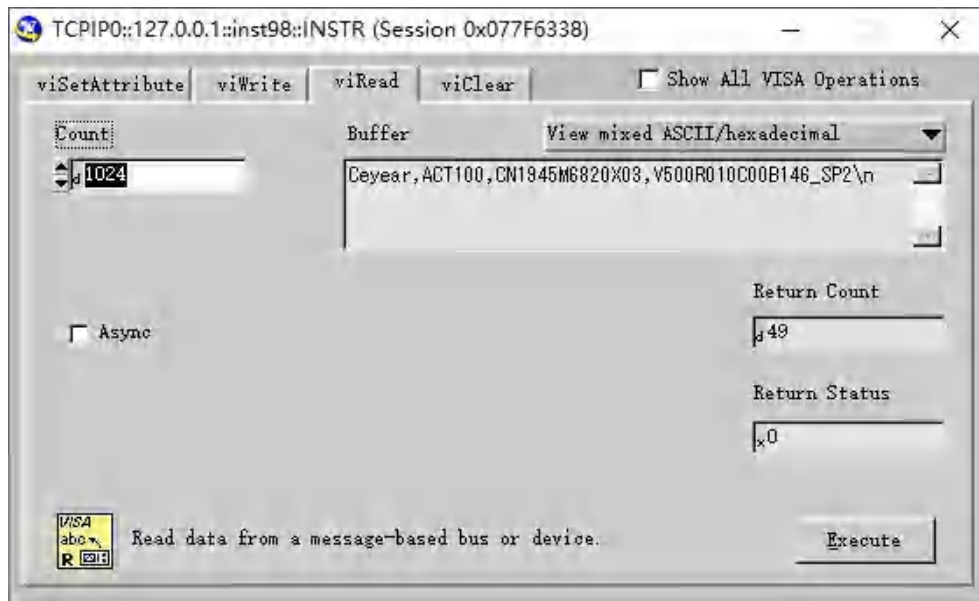 TCPIP0::127.0.0.1::inst98::INSTR (Session 0x077F6338)
viSetAttribute viWrite viRead viClear Show All VISA Operations
Count Buffer View mixed ASCII/hexadecimal
d 1024
Ceyear,ACT100,CN1945M6820X03,V500R010C00B146_SP2\n
Return Count
Async
d 49
Return Status
x 0
VISA
abc
R
Read data from a message-based bus or device.
Execute